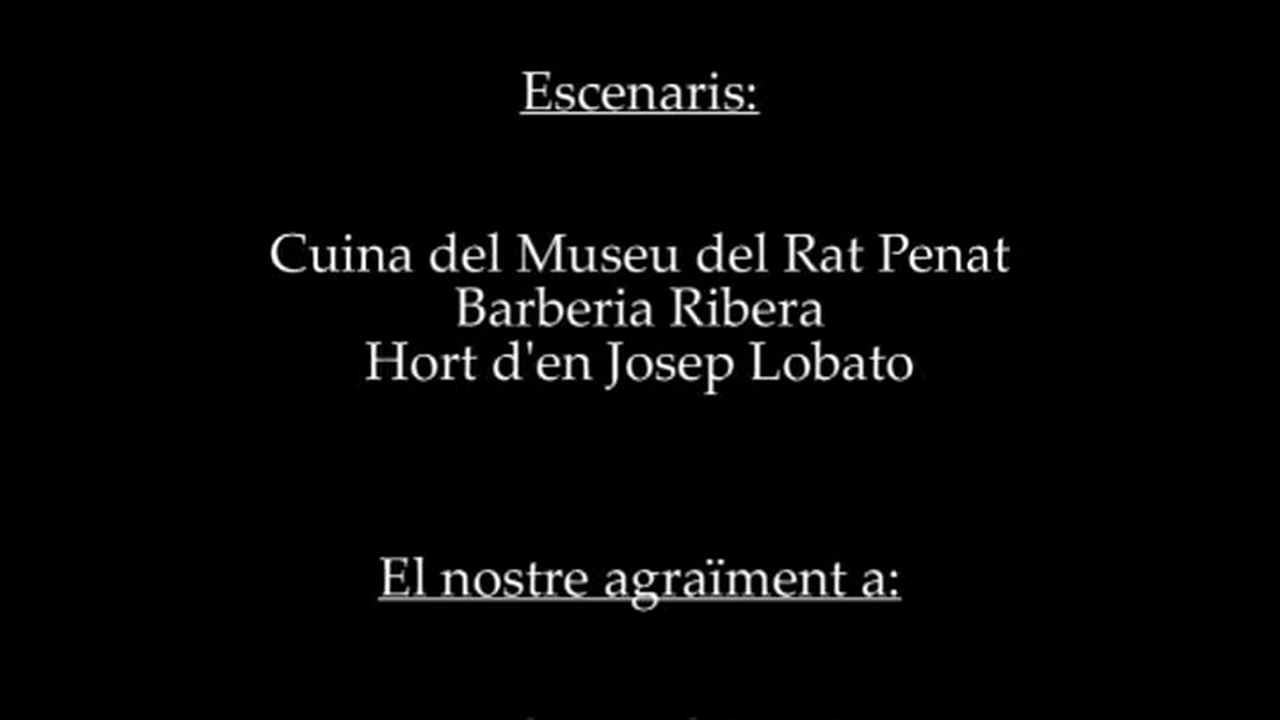 Escenaris:
Cuina del Museu del Rat Penat
Barberia Ribera
Hort d'en Josep Lobato
El nostre agraïment a: